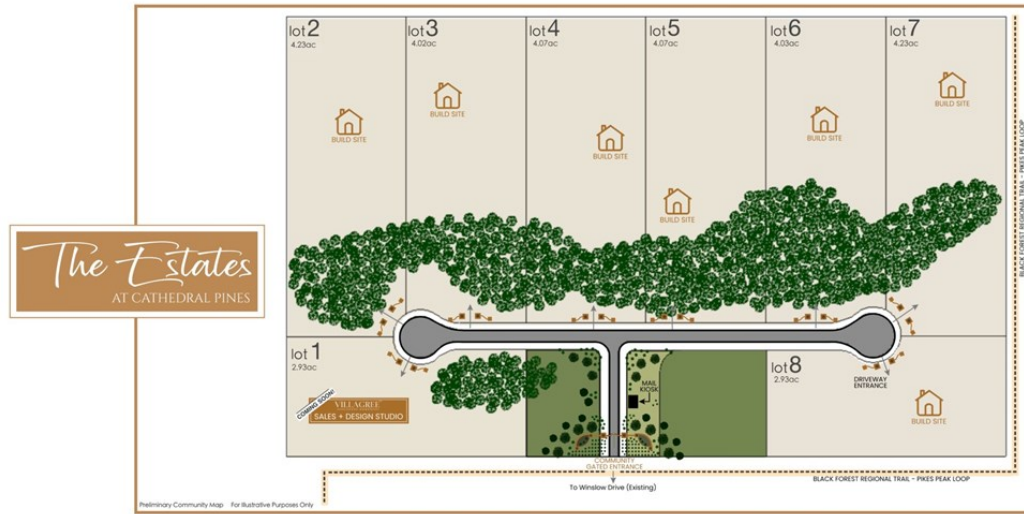 lot 2
4.23ac
lot 3
4.02ac
lot 4
4.07ac
lot 5
4.07ac
lot 6
4.03ac
lot 7
4.23ac
BUILD SITE
BUILD SITE
BUILD SITE
BUILD SITE
BUILD SITE
BUILD SITE
BLACK FOREST REGIONAL TRAIL - PIKES PEAK LOOP
The Estates
AT CATHEDRAL PINES
lot 1
2.93ac
COMING SOON!
VILLAGREE
SALES + DESIGN STUDIO
MAIL
KIOSK
lot 8
2.93ac
DRIVEWAY
ENTRANCE
BUILD SITE
COMMUNITY
GATED ENTRANCE
To Winslow Drive (Existing)
BLACK FOREST REGIONAL TRAIL - PIKES PEAK LOOP
Preliminary Community Map For Illustrative Purposes Only